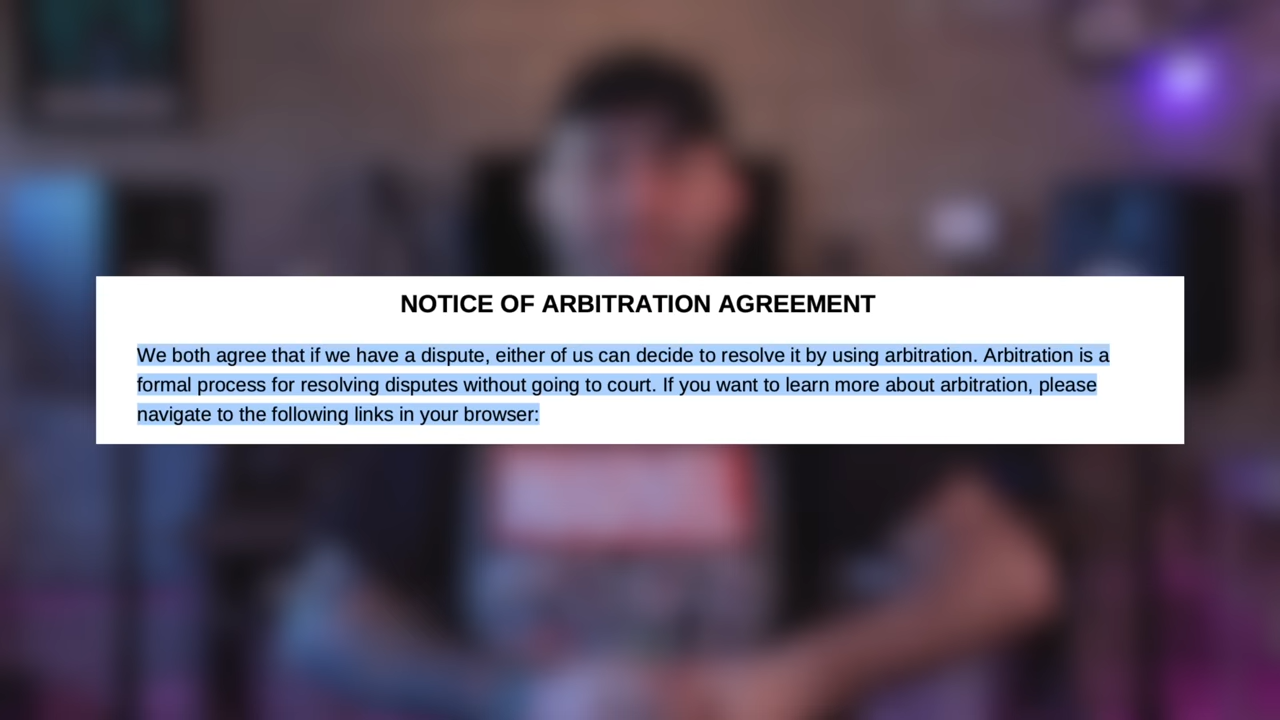 NOTICE OF ARBITRATION AGREEMENT
We both agree that if we have a dispute, either of us can decide to resolve it by using arbitration. Arbitration is a
formal process for resolving disputes without going to court. If you want to learn more about arbitration, please
navigate to the following links in your browser: